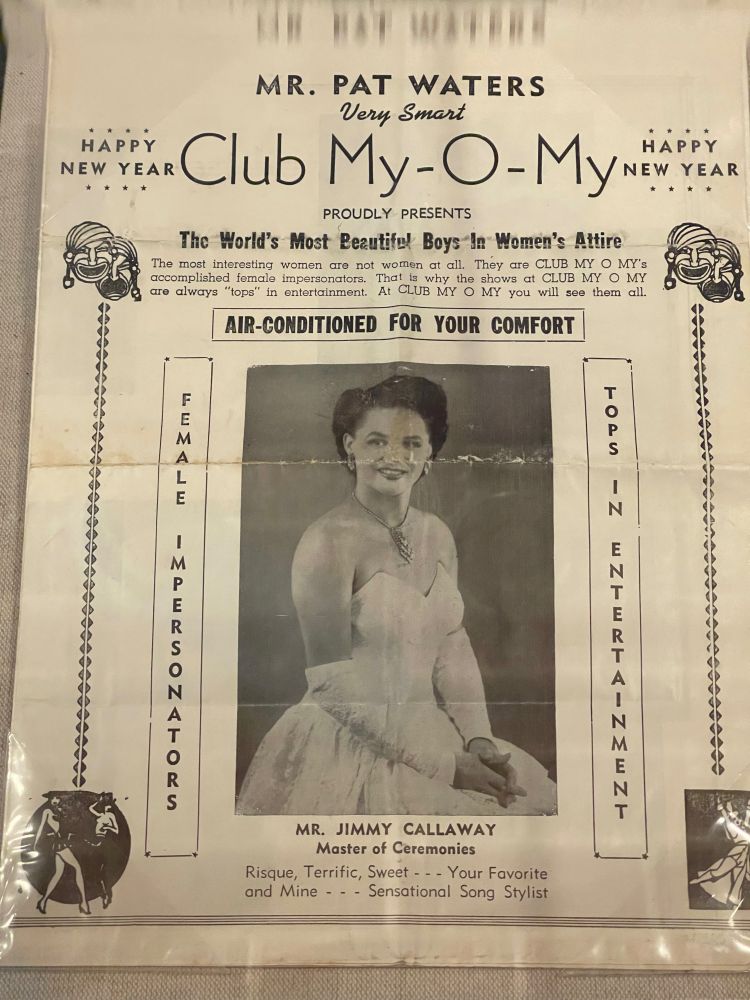 MR. PAT WATERS
Very Smart
HAPPY
NEW YEAR
Club My-O-My
HAPPY
NEW YEAR
PROUDLY PRESENTS
The World's Most Beautiful Boys In Women's Attire
The most interesting women are not women at all. They are CLUB MY O MY's
accomplished female impersonators. That is why the shows at CLUB MY O MY
are always "tops" in entertainment. At CLUB MY O MY you will see them all.
AIR-CONDITIONED FOR YOUR COMFORT
FEMALE IMPERSONATORS
TOPS IN ENTERTAINMENT
MR. JIMMY CALLAWAY
Master of Ceremonies
Risque, Terrific, Sweet - - - Your Favorite
and Mine - - - Sensational Song Stylist